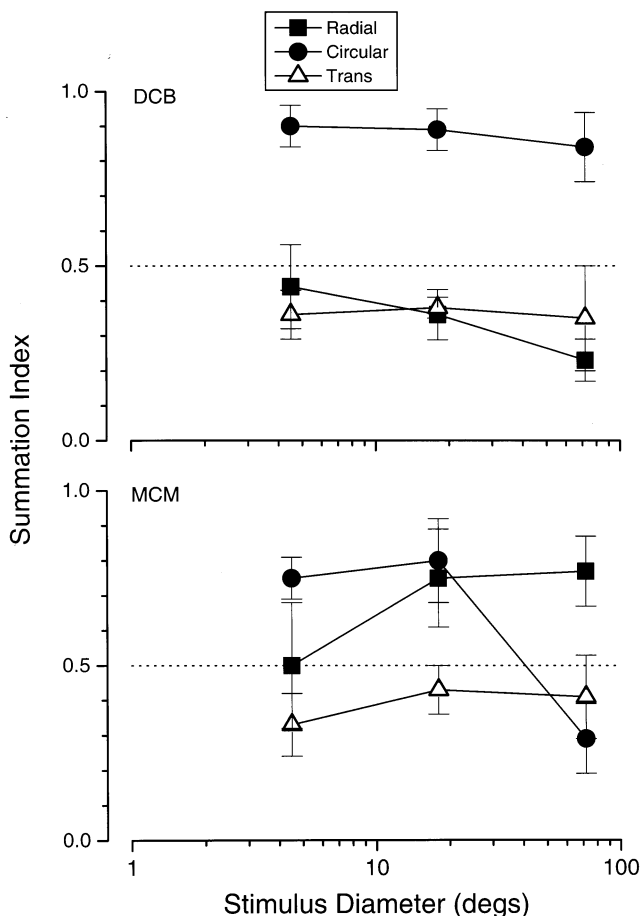 Radial
Circular
Trans
DCB
1.0
0.5
0.0
Summation Index
MCM
1.0
0.5
0.0
1 10 100
Stimulus Diameter (degs)